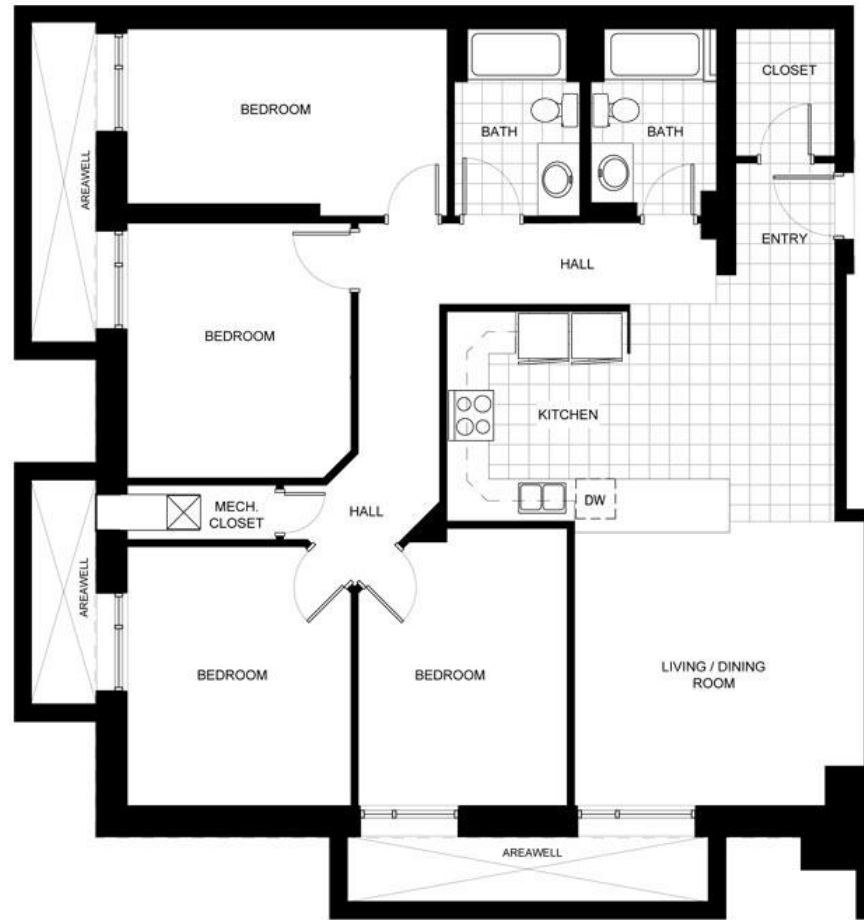 CLOSET
BEDROOM
BATH
BATH
AREAWELL
ENTRY
HALL
BEDROOM
KITCHEN
MECH.
CLOSET
HALL
DW
AREAWELL
BEDROOM
BEDROOM
LIVING / DINING
ROOM
AREAWELL